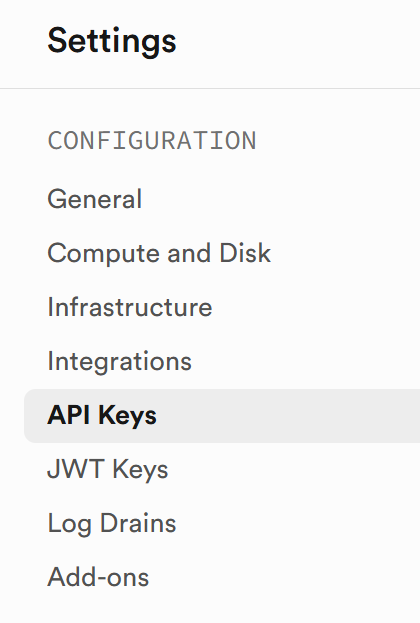 Settings
CONFIGURATION
General
Compute and Disk
Infrastructure
Integrations
API Keys
JWT Keys
Log Drains
Add-ons